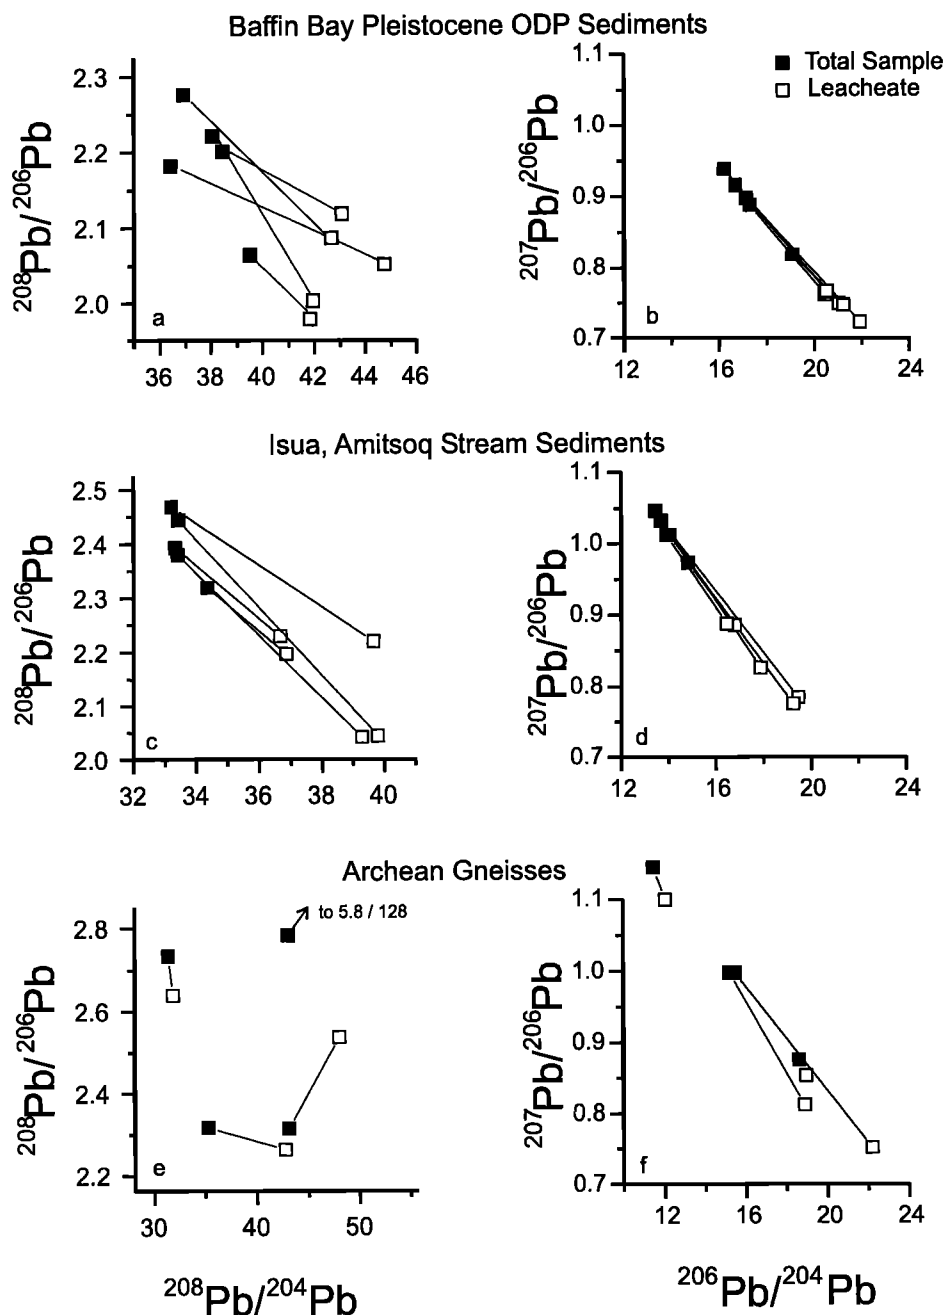 Baffin Bay Pleistocene ODP Sediments
²⁰⁸Pb/²⁰⁶Pb
2.3
2.2
2.1
2.0
a
36 38 40 42 44 46
²⁰⁷Pb/²⁰⁶Pb
1.1
1.0
0.9
0.8
0.7
Total Sample
Leacheate
b
12 16 20 24
Isua, Amitsoq Stream Sediments
²⁰⁸Pb/²⁰⁶Pb
2.5
2.4
2.3
2.2
2.1
2.0
c
32 34 36 38 40
²⁰⁷Pb/²⁰⁶Pb
1.1
1.0
0.9
0.8
0.7
d
12 16 20 24
Archean Gneisses
²⁰⁸Pb/²⁰⁶Pb
2.8
2.6
2.4
2.2
to 5.8 / 128
e
30 40 50
²⁰⁸Pb/²⁰⁴Pb
²⁰⁷Pb/²⁰⁶Pb
1.1
1.0
0.9
0.8
0.7
f
12 16 20 24
²⁰⁶Pb/²⁰⁴Pb